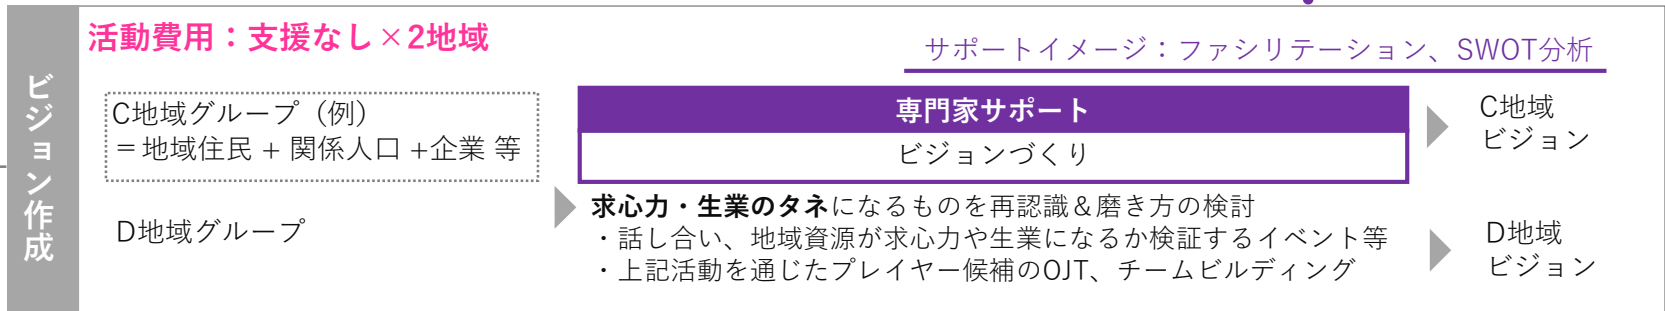 ビジョン作成
活動費用：支援なし×2地域
サポートイメージ：ファシリテーション、SWOT分析
C地域グループ（例）
＝地域住民 + 関係人口 +企業 等
D地域グループ
専門家サポート
ビジョンづくり
求心力・生業のタネになるものを再認識＆磨き方の検討
・話し合い、地域資源が求心力や生業になるか検証するイベント等
・上記活動を通じたプレイヤー候補のOJT、チームビルディング
C地域
ビジョン
D地域
ビジョン